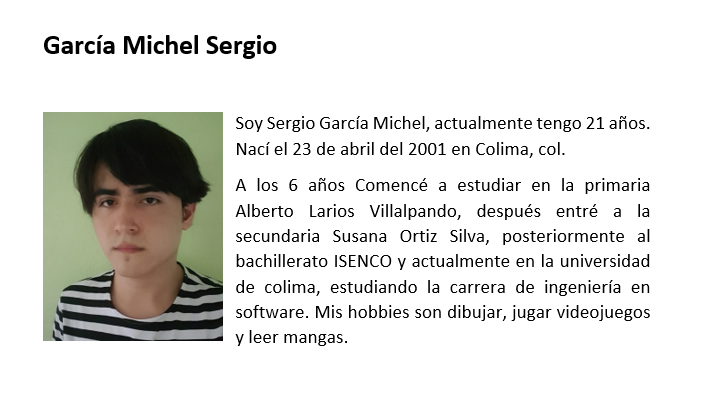 García Michel Sergio
Soy Sergio García Michel, actualmente tengo 21 años.
Nací el 23 de abril del 2001 en Colima, col.
A los 6 años Comencé a estudiar en la primaria
Alberto Larios Villalpando, después entré a la
secundaria Susana Ortiz Silva, posteriormente al
bachillerato ISENCO y actualmente en la universidad
de colima, estudiando la carrera de ingeniería en
software. Mis hobbies son dibujar, jugar videojuegos
y leer mangas.